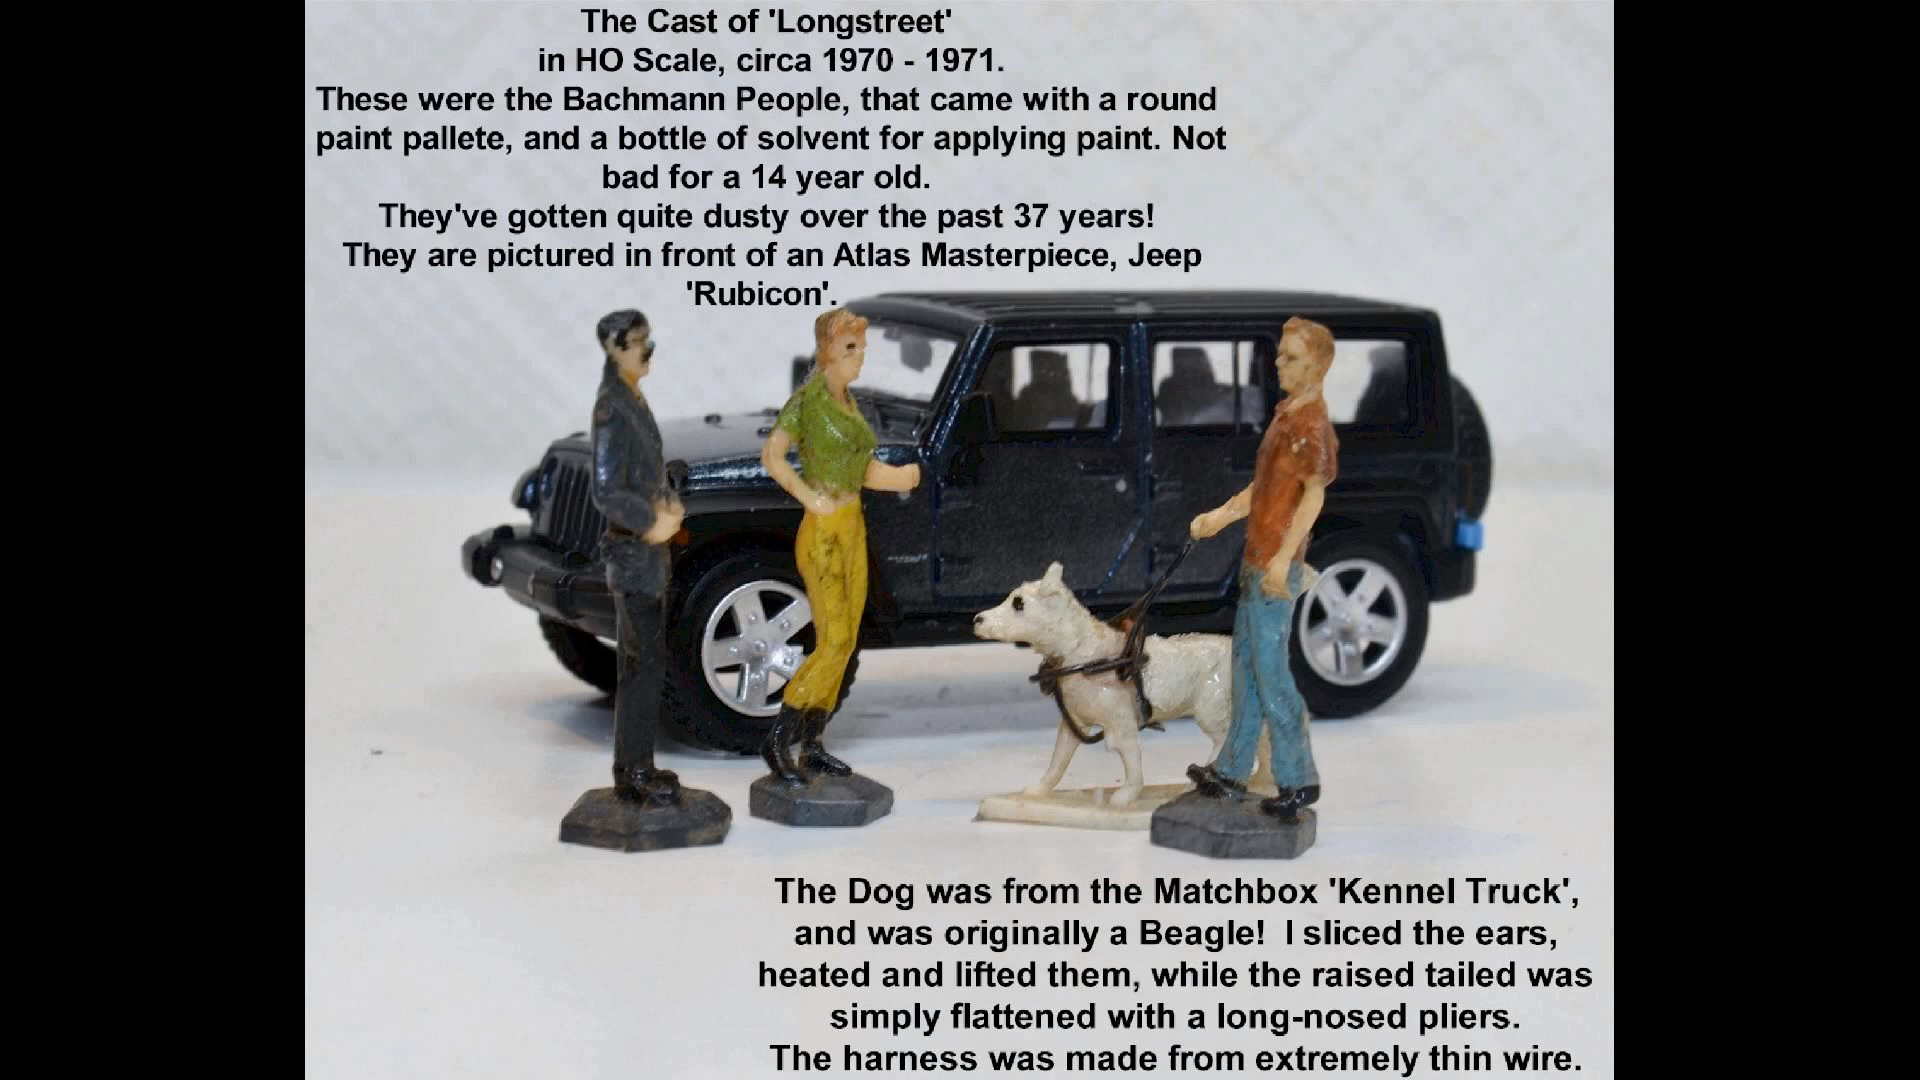 The Cast of 'Longstreet'
in HO Scale, circa 1970 - 1971.
These were the Bachmann People, that came with a round
paint pallete, and a bottle of solvent for applying paint. Not
bad for a 14 year old.
They've gotten quite dusty over the past 37 years!
They are pictured in front of an Atlas Masterpiece, Jeep
'Rubicon'.
The Dog was from the Matchbox 'Kennel Truck',
and was originally a Beagle!  I sliced the ears,
heated and lifted them, while the raised tailed was
simply flattened with a long-nosed pliers.
The harness was made from extremely thin wire.